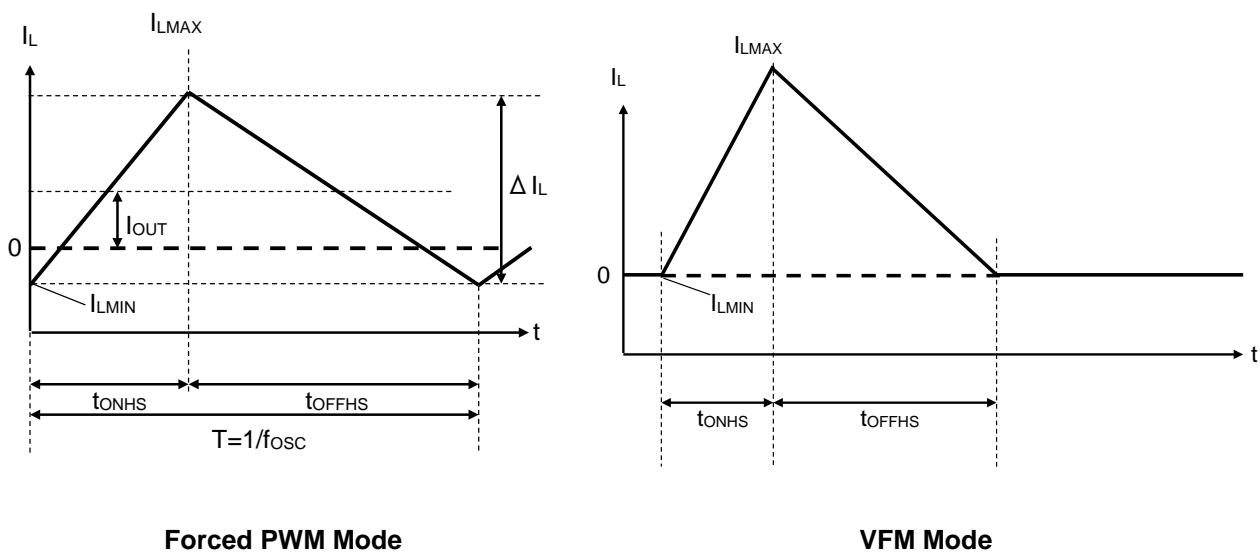 ILMAX
IL
ΔIL
IOUT
0
ILMIN
t
tONHS
tOFFHS
T=1/fOSC
Forced PWM Mode
ILMAX
IL
0
ILMIN
t
tONHS
tOFFHS
VFM Mode